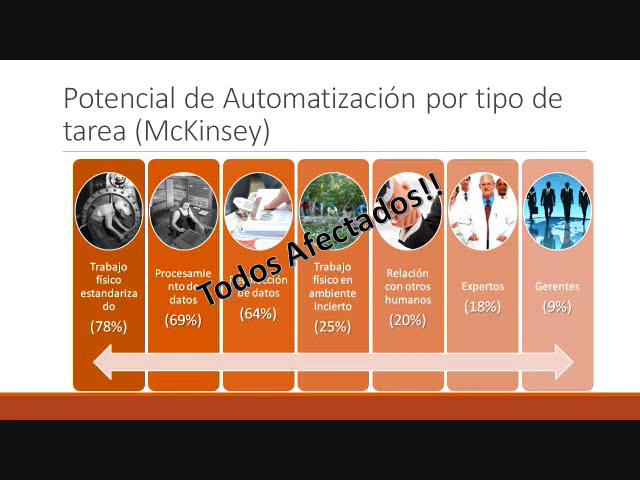 Potencial de Automatización por tipo de
tarea (McKinsey)
Trabajo
físico
estandariza
do
(78%)
Procesamie
nto de
datos
(69%)
de datos
(64%)
Trabajo
físico en
ambiente
incierto
(25%)
Relación
con otros
humanos
(20%)
Expertos
(18%)
Gerentes
(9%)
Todos Afectados!!